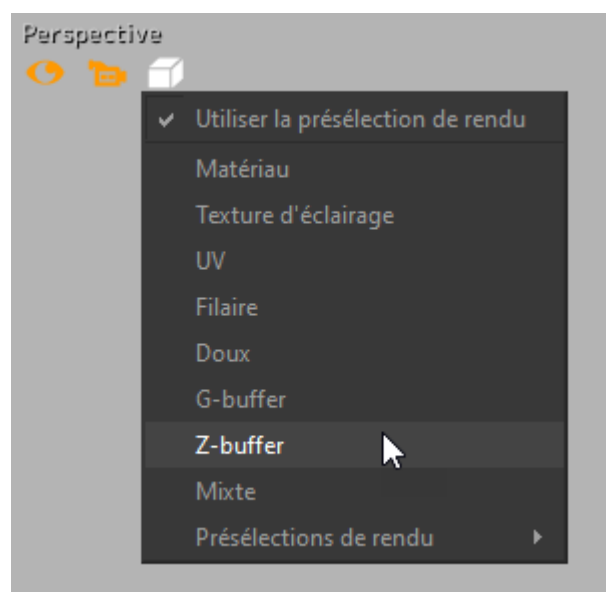 Perspective
Utiliser la présélection de rendu
Matériau
Texture d'éclairage
UV
Filaire
Doux
G-buffer
Z-buffer
Mixte
Présélections de rendu